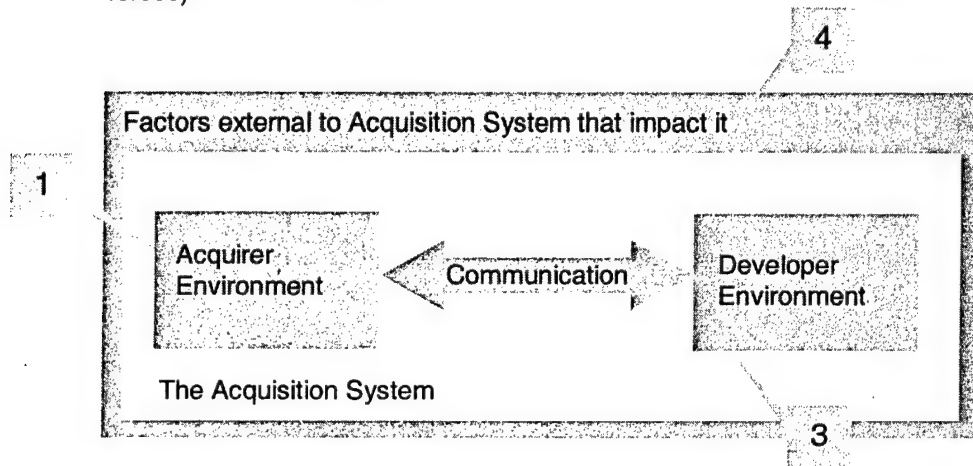 4
Factors external to Acquisition System that impact it
1
Acquirer
Environment
Communication
Developer
Environment
The Acquisition System
3